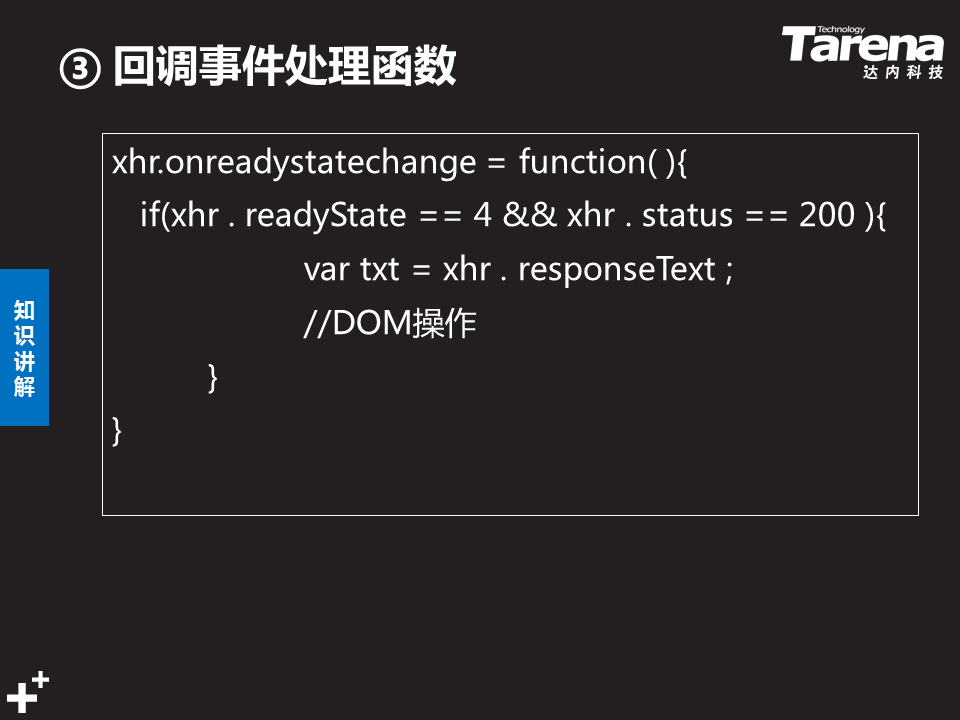 ③ 回调事件处理函数
Technology
Tarena
达内科技
xhr.onreadystatechange = function( ){
if(xhr . readyState == 4 && xhr . status == 200 ){
var txt = xhr . responseText ;
//DOM操作
}
}
知识讲解